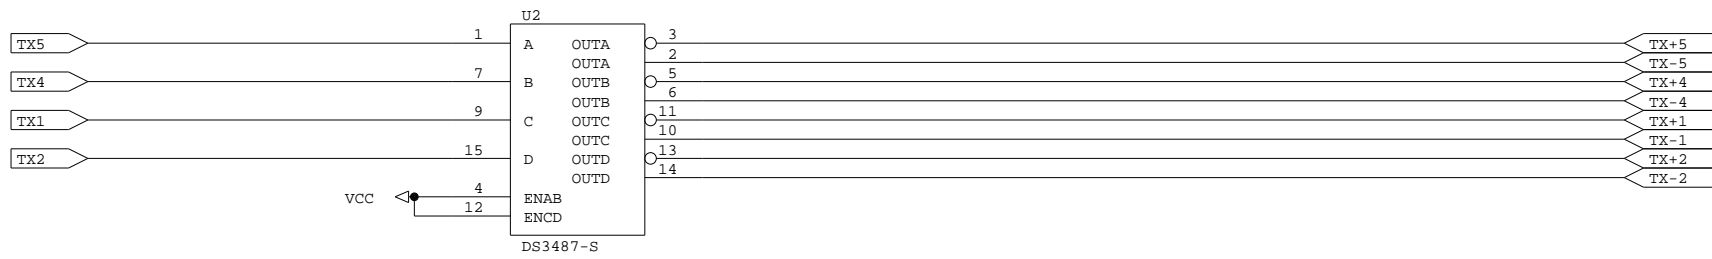 U2
TX5 1 A OUTA 3 TX+5
OUTA 2 TX-5
TX4 7 B OUTB 5 TX+4
OUTB 6 TX-4
TX1 9 C OUTC 11 TX+1
OUTC 10 TX-1
TX2 15 D OUTD 13 TX+2
OUTD 14 TX-2
VCC 4 ENAB
12 ENCD
DS3487-S